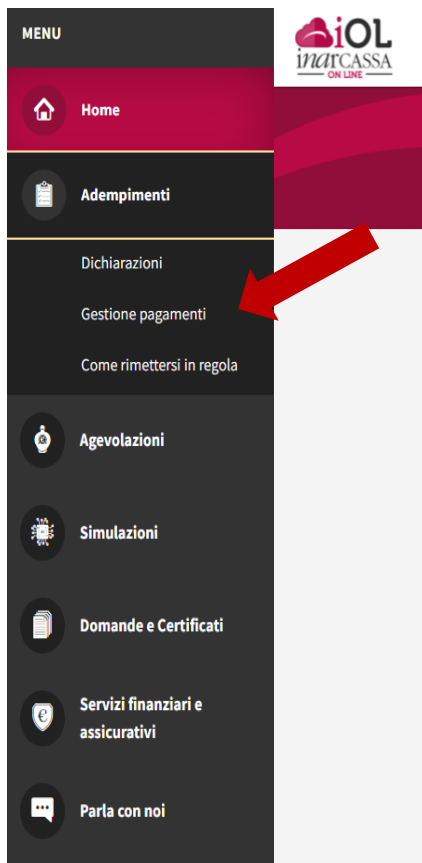 MENU
iOL
inarCASSA
ON LINE
Home
Adempimenti
Dichiarazioni
Gestione pagamenti
Come rimettersi in regola
Agevolazioni
Simulazioni
Domande e Certificati
Servizi finanziari e
assicurativi
Parla con noi